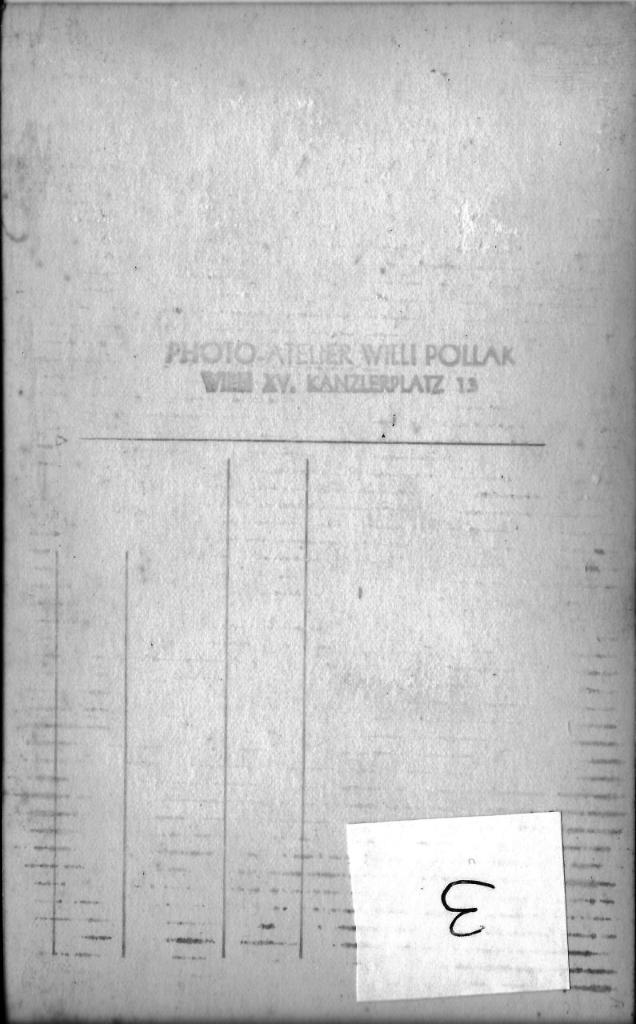 PHOTO-ATELIER WILLI POLLAK
WIEN XV. KANZLERPLATZ 13
3